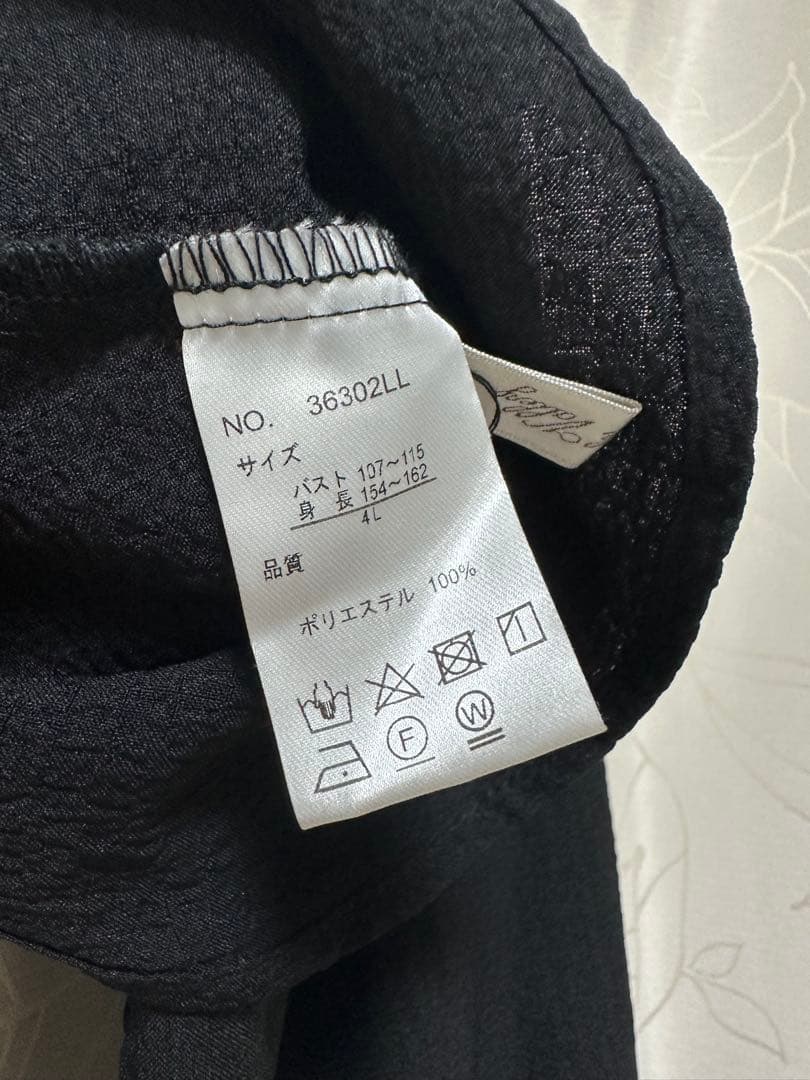 NO. 36302LL
サイズ
バスト 107～115
身 長 154～162
4L
品質
ポリエステル 100%
F
W
Valley